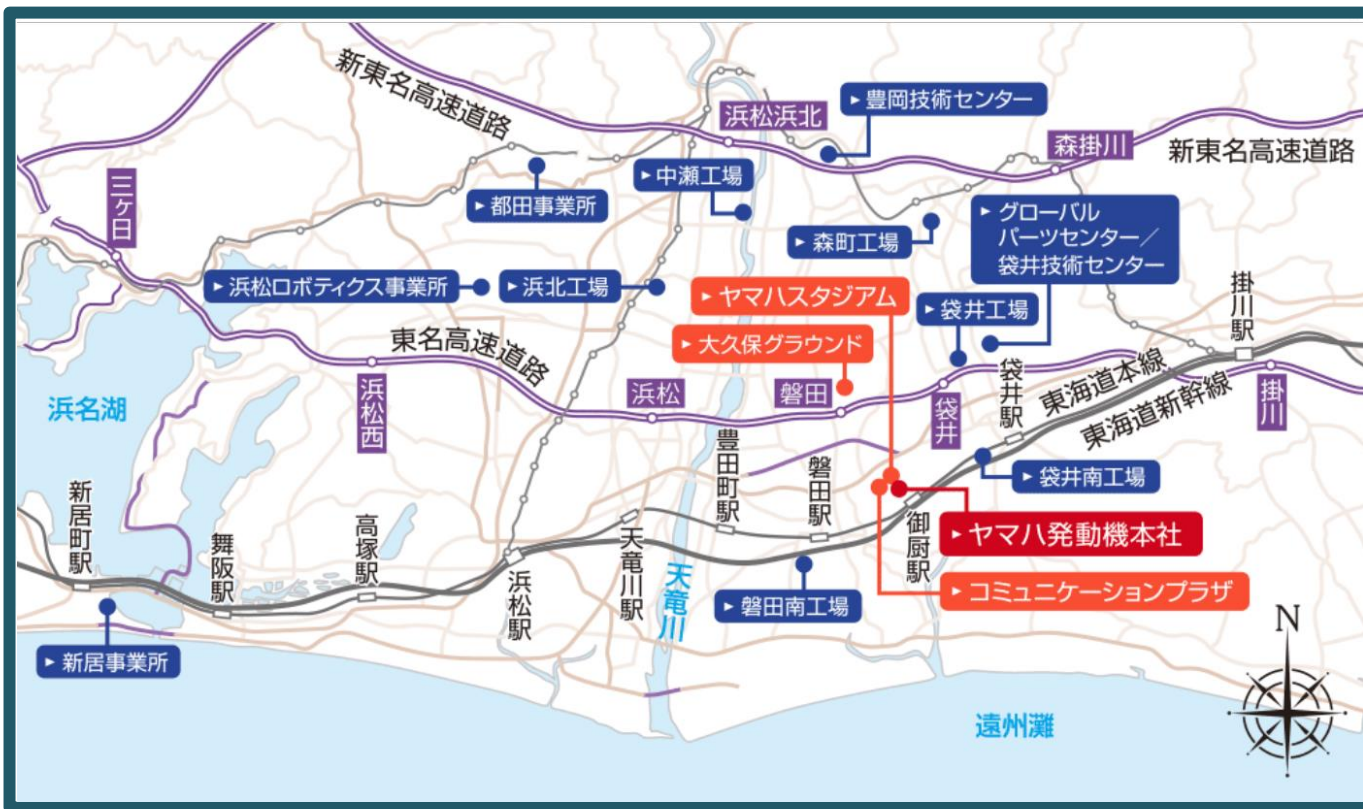 新東名高速道路
浜松浜北
▶ 豊岡技術センター
森掛川
新東名高速道路
▶ 中瀬工場
▶ 都田事業所
三ヶ日
▶ 森町工場
▶ グローバル
パーツセンター／
袋井技術センター
▶ 浜松ロボティクス事業所
▶ 浜北工場
▶ ヤマハスタジアム
▶ 袋井工場
掛川駅
▶ 大久保グラウンド
東名高速道路
浜名湖
浜松西
浜松
磐田
袋井
袋井駅
東海道本線
東海道新幹線
掛川
豊田町駅
磐田駅
▶ 袋井南工場
新居町駅
舞阪駅
高塚駅
浜松駅
天竜川駅
天竜川
御厨駅
▶ ヤマハ発動機本社
▶ 磐田南工場
▶ コミュニケーションプラザ
▶ 新居事業所
N
遠州灘